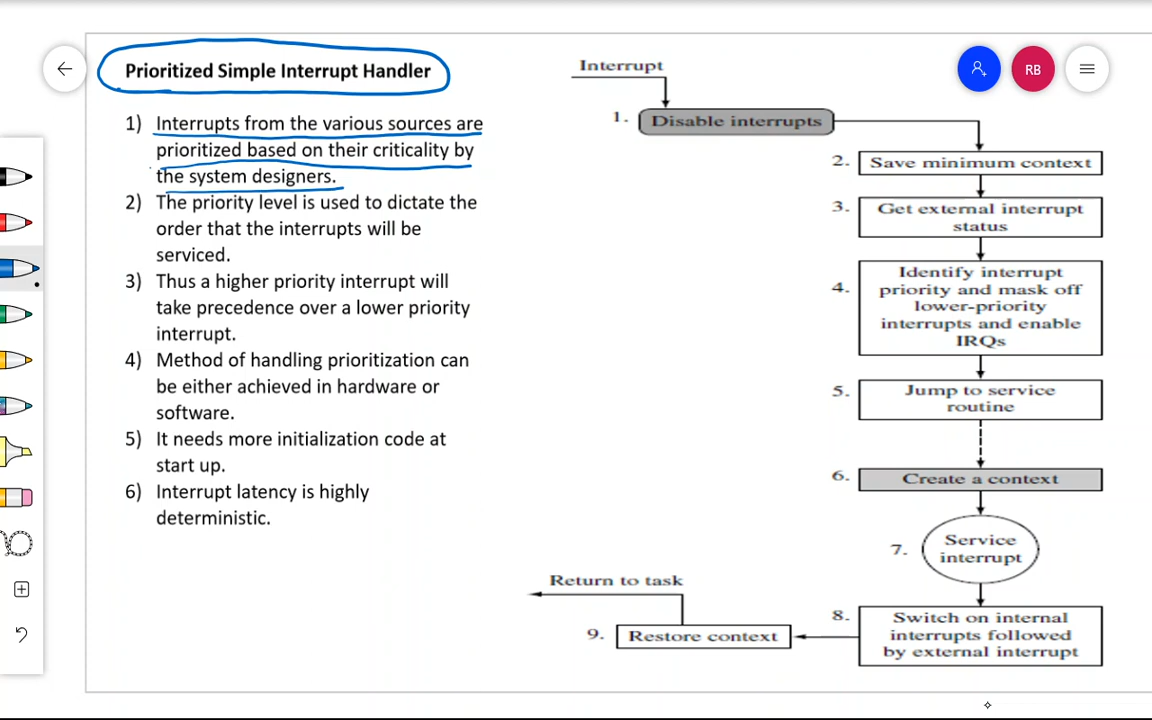 Prioritized Simple Interrupt Handler
1) Interrupts from the various sources are
prioritized based on their criticality by
the system designers.
2) The priority level is used to dictate the
order that the interrupts will be
serviced.
3) Thus a higher priority interrupt will
take precedence over a lower priority
interrupt.
4) Method of handling prioritization can
be either achieved in hardware or
software.
5) It needs more initialization code at
start up.
6) Interrupt latency is highly
deterministic.
Interrupt
1. Disable interrupts
2. Save minimum context
3. Get external interrupt
status
4. Identify interrupt
priority and mask off
lower-priority
interrupts and enable
IRQs
5. Jump to service
routine
6. Create a context
7. Service
interrupt
8. Switch on internal
interrupts followed
by external interrupt
9. Restore context
Return to task
RB